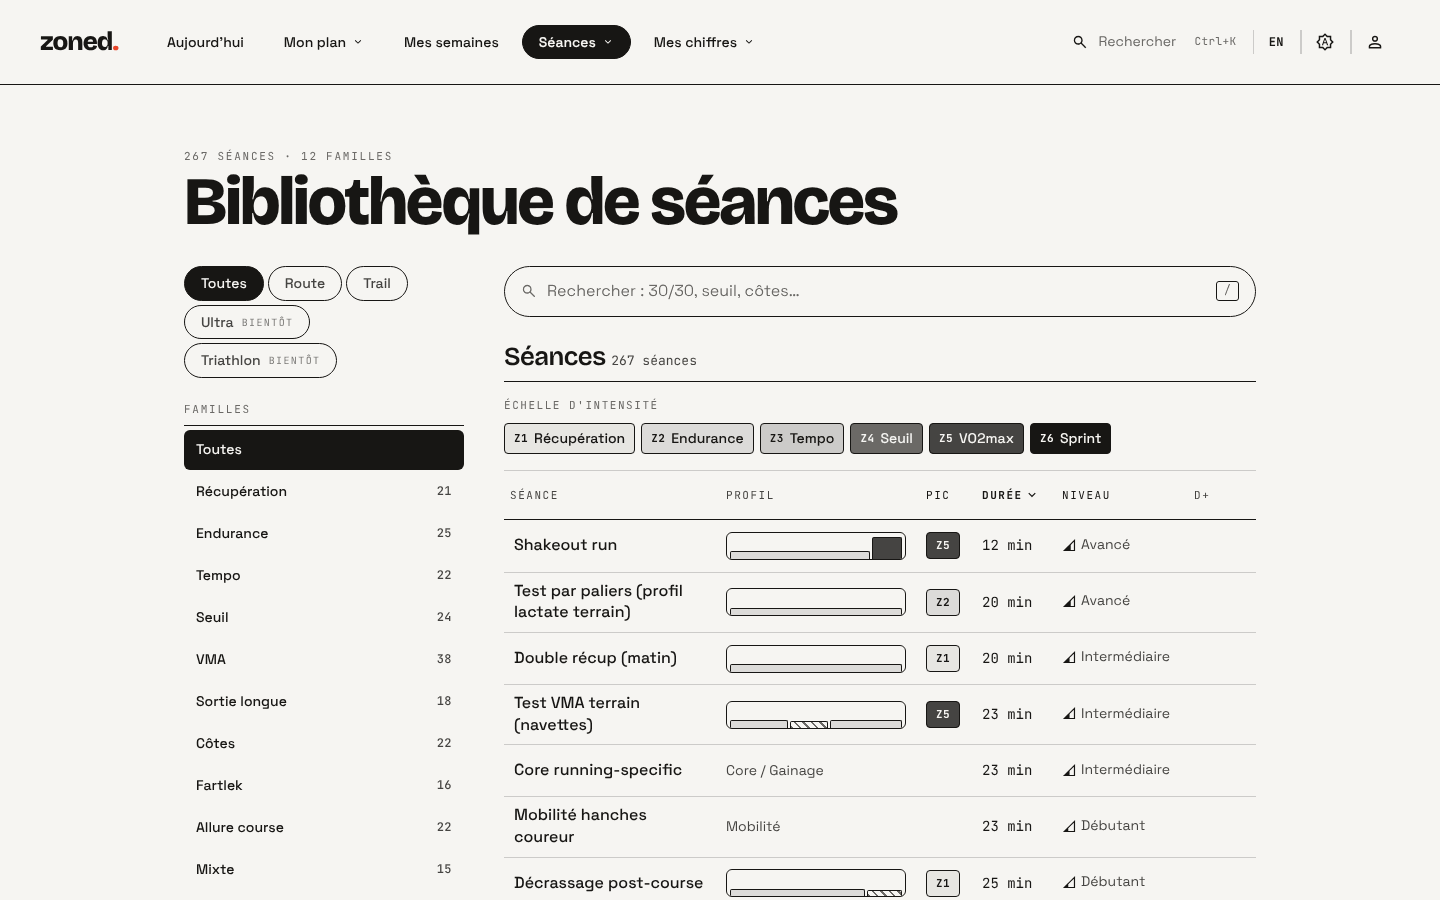 zoned.
Aujourd'hui
Mon plan
Mes semaines
Séances
Mes chiffres
Rechercher Ctrl+K
EN
A
267 SÉANCES · 12 FAMILLES
Bibliothèque de séances
Toutes
Route
Trail
Ultra BIENTÔT
Triathlon BIENTÔT
FAMILLES
Toutes
Récupération 21
Endurance 25
Tempo 22
Seuil 24
VMA 38
Sortie longue 18
Côtes 22
Fartlek 16
Allure course 22
Mixte 15
Rechercher : 30/30, seuil, côtes... /
Séances 267 séances
ÉCHELLE D'INTENSITÉ
Z1 Récupération
Z2 Endurance
Z3 Tempo
Z4 Seuil
Z5 VO2max
Z6 Sprint
SÉANCE PROFIL PIC DURÉE NIVEAU D+
Shakeout run Z5 12 min Avancé
Test par paliers (profil
lactate terrain) Z2 20 min Avancé
Double récup (matin) Z1 20 min Intermédiaire
Test VMA terrain
(navettes) Z5 23 min Intermédiaire
Core running-specific Core / Gainage 23 min Intermédiaire
Mobilité hanches
coureur Mobilité 23 min Débutant
Décrassage post-course Z1 25 min Débutant